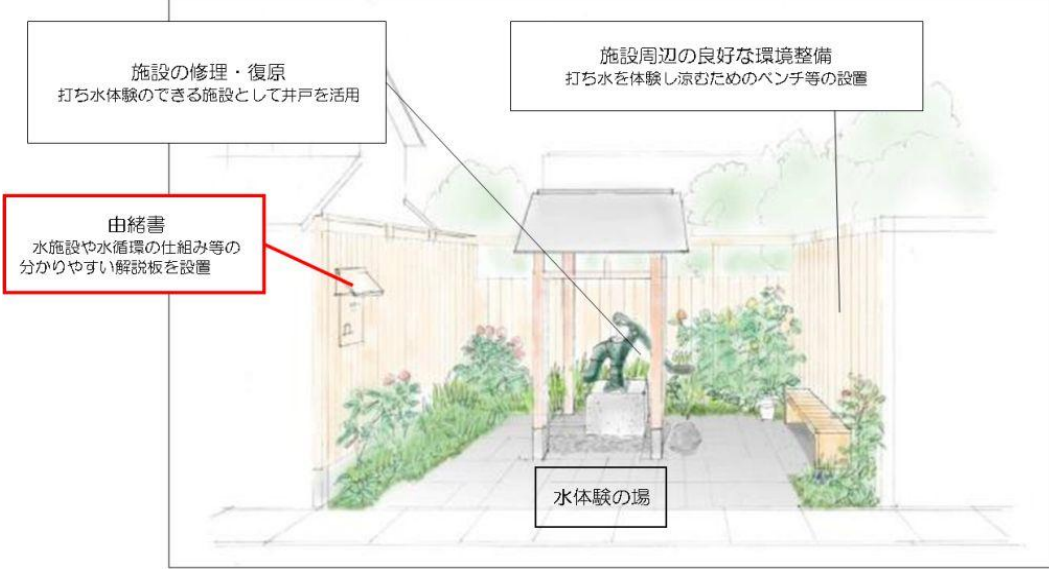 施設の修理・復原
打ち水体験のできる施設として井戸を活用
施設周辺の良好な環境整備
打ち水を体験し涼むためのベンチ等の設置
由緒書
水施設や水循環の仕組み等の
分かりやすい解説板を設置
水体験の場